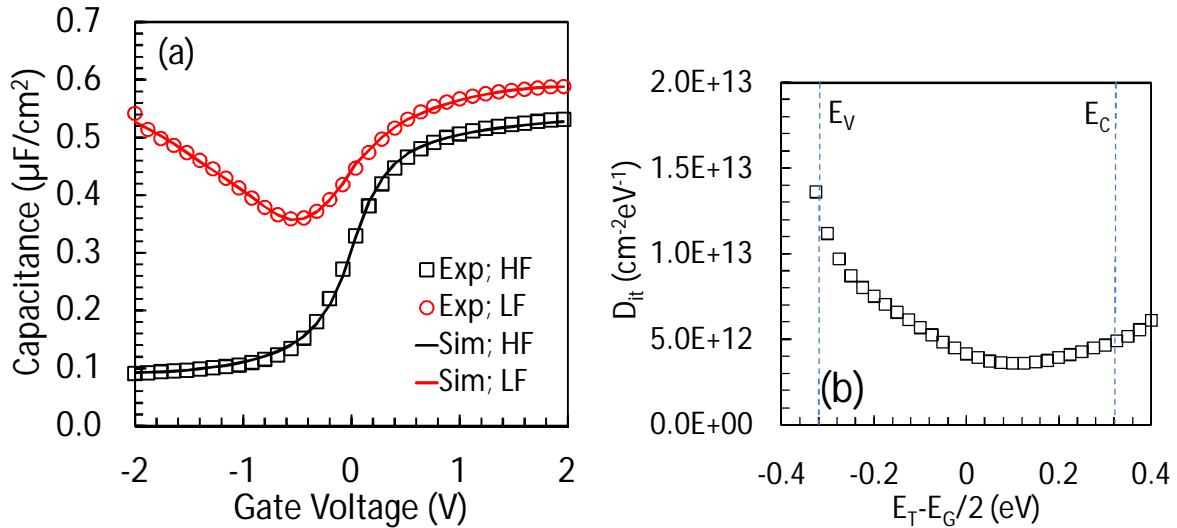 (a)
0.7
0.6
0.5
0.4
0.3
0.2
0.1
0.0
Capacitance (µF/cm²)
-2 -1 0 1 2
Gate Voltage (V)
Exp; HF
Exp; LF
Sim; HF
Sim; LF
2.0E+13
1.5E+13
1.0E+13
5.0E+12
0.0E+00
D_it (cm⁻²eV⁻¹)
E_V
E_C
(b)
-0.4 -0.2 0 0.2 0.4
E_T-E_G/2 (eV)